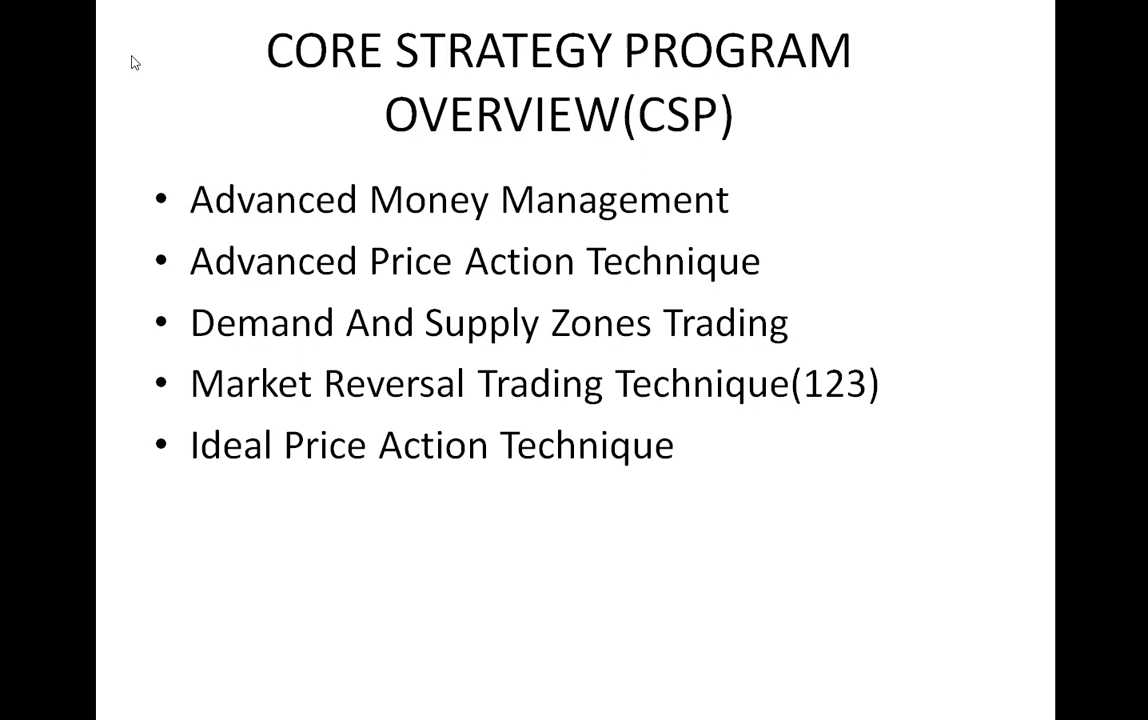 CORE STRATEGY PROGRAM
OVERVIEW(CSP)
• Advanced Money Management
• Advanced Price Action Technique
• Demand And Supply Zones Trading
• Market Reversal Trading Technique(123)
• Ideal Price Action Technique